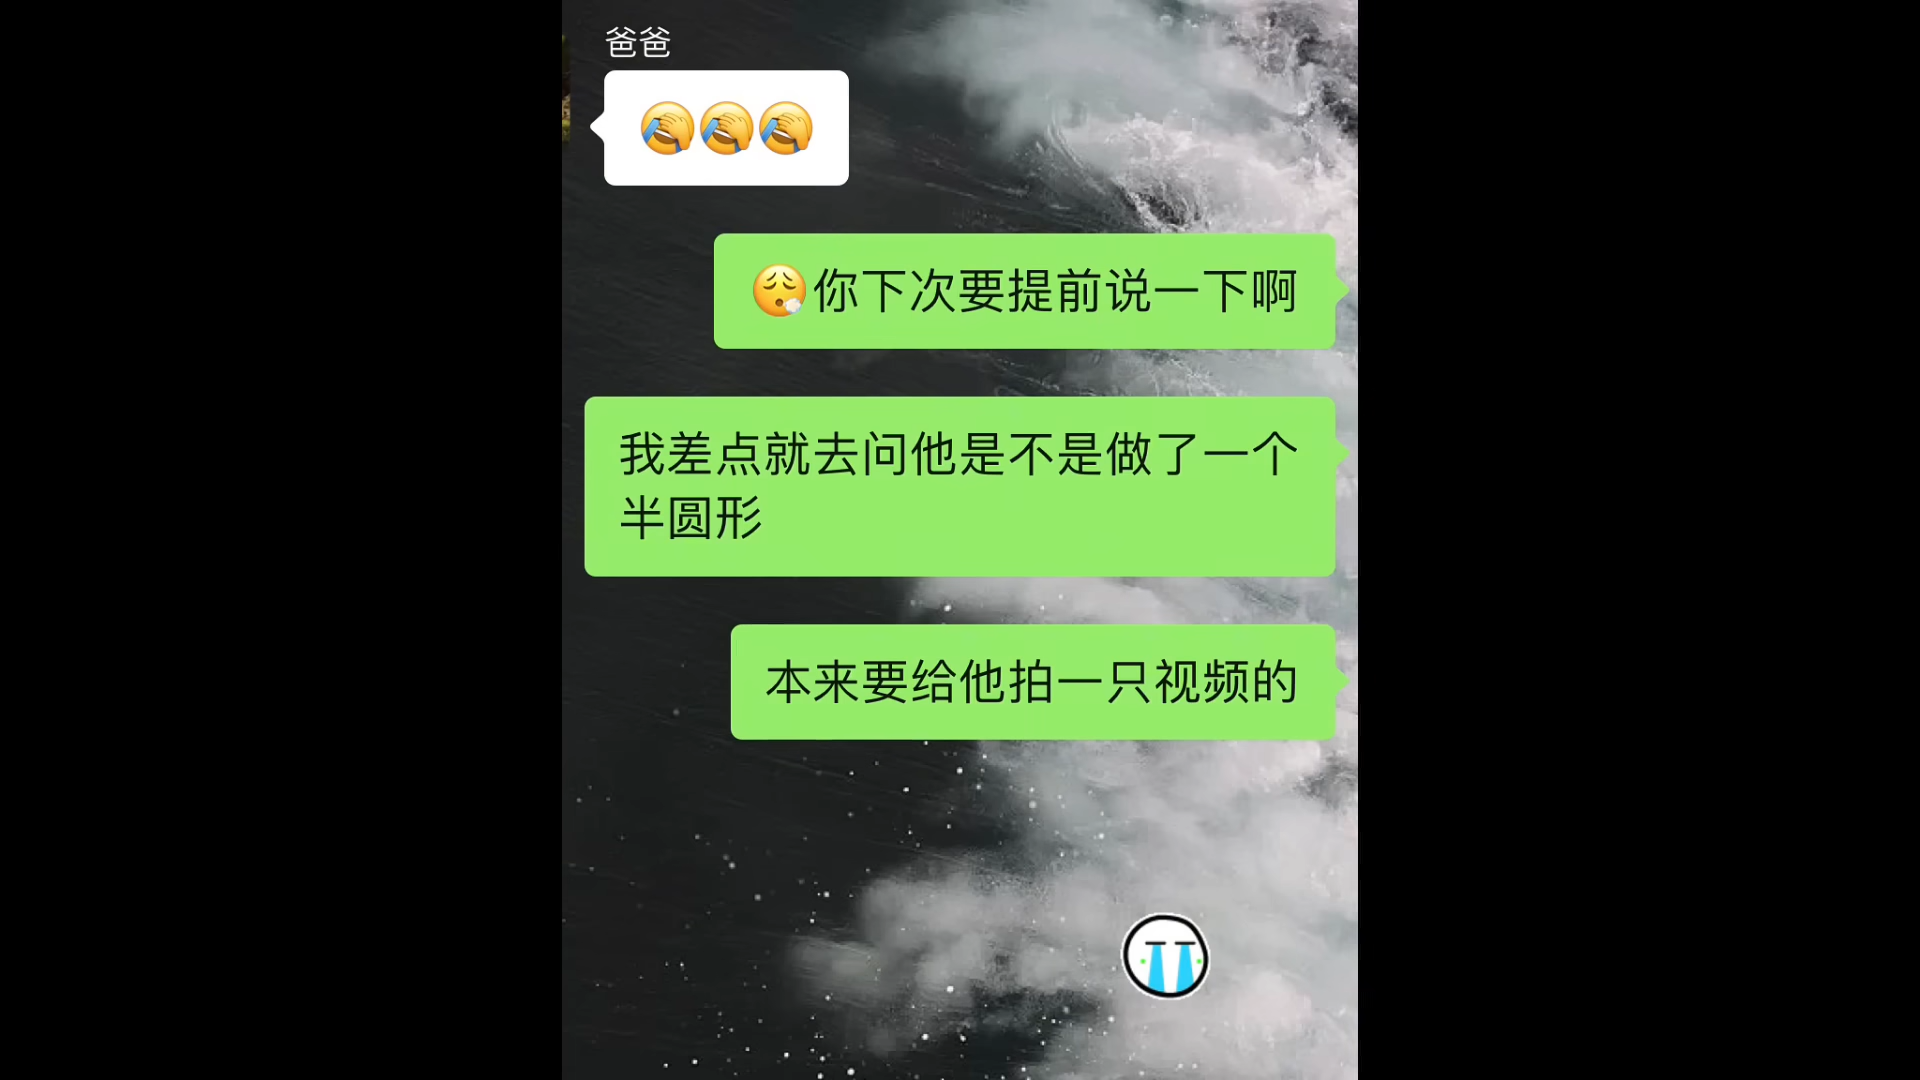 爸爸
🤦🤦🤦
😮‍💨你下次要提前说一下啊
我差点就去问他是不是做了一个
半圆形
本来要给他拍一只视频的